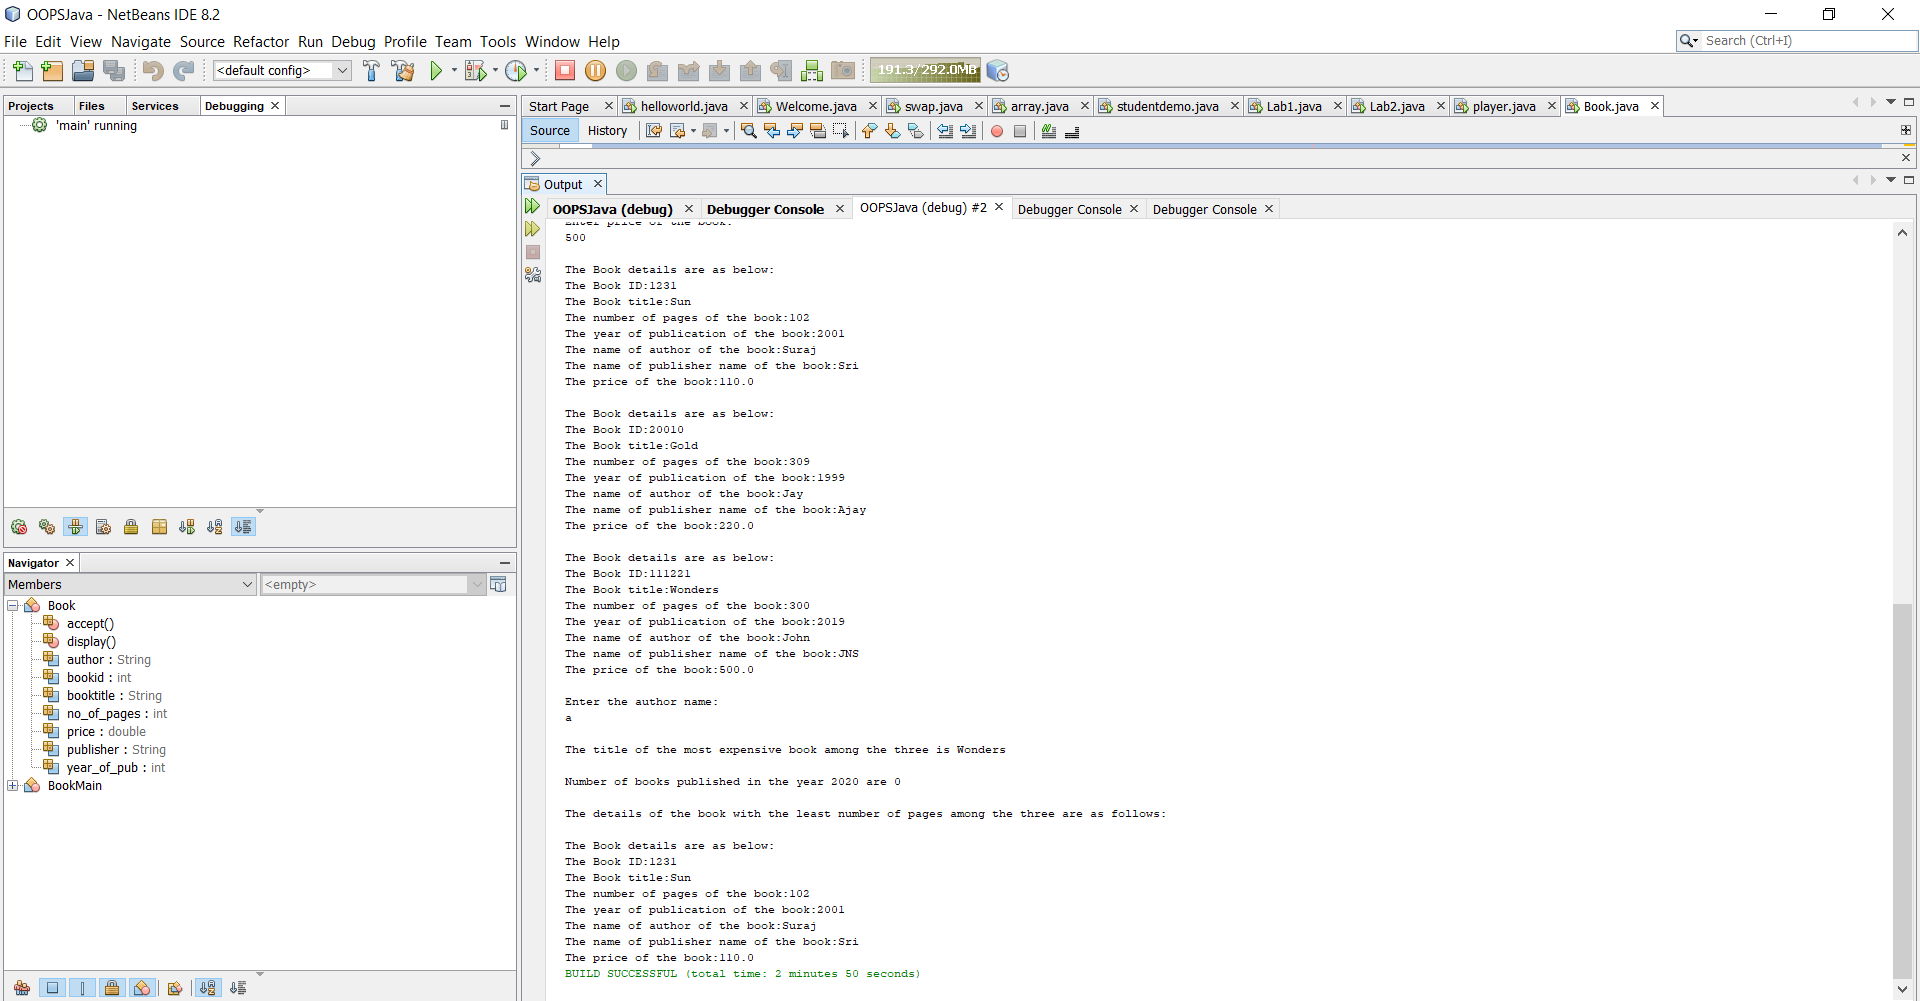 OOPSJava - NetBeans IDE 8.2
File Edit View Navigate Source Refactor Run Debug Profile Team Tools Window Help
Search (Ctrl+I)
<default config>
191.3/292.0MB
Projects Files Services Debugging
'main' running
Start Page helloworld.java Welcome.java swap.java array.java studentdemo.java Lab1.java Lab2.java player.java Book.java
Source History
Output
OOPSJava (debug) Debugger Console OOPSJava (debug) #2 Debugger Console Debugger Console
Enter price of the book:
500
The Book details are as below:
The Book ID:1231
The Book title:Sun
The number of pages of the book:102
The year of publication of the book:2001
The name of author of the book:Suraj
The name of publisher name of the book:Sri
The price of the book:110.0
The Book details are as below:
The Book ID:20010
The Book title:Gold
The number of pages of the book:309
The year of publication of the book:1999
The name of author of the book:Jay
The name of publisher name of the book:Ajay
The price of the book:220.0
The Book details are as below:
The Book ID:111221
The Book title:Wonders
The number of pages of the book:300
The year of publication of the book:2019
The name of author of the book:John
The name of publisher name of the book:JNS
The price of the book:500.0
Enter the author name:
a
The title of the most expensive book among the three is Wonders
Number of books published in the year 2020 are 0
The details of the book with the least number of pages among the three are as follows:
The Book details are as below:
The Book ID:1231
The Book title:Sun
The number of pages of the book:102
The year of publication of the book:2001
The name of author of the book:Suraj
The name of publisher name of the book:Sri
The price of the book:110.0
BUILD SUCCESSFUL (total time: 2 minutes 50 seconds)
Navigator
Members
<empty>
Book
accept()
display()
author : String
bookid : int
booktitle : String
no_of_pages : int
price : double
publisher : String
year_of_pub : int
BookMain